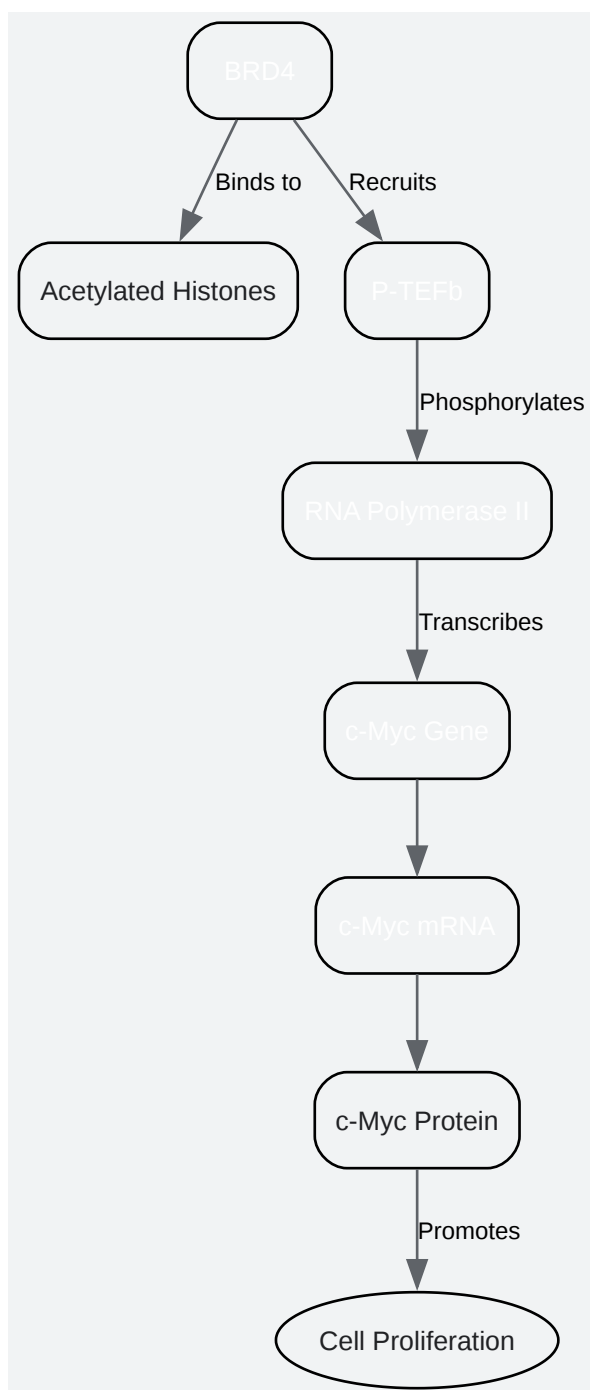 BRD4
Binds to
Recruits
Acetylated Histones
P-TEFb
Phosphorylates
RNA Polymerase II
Transcribes
c-Myc Gene
c-Myc mRNA
c-Myc Protein
Promotes
Cell Proliferation